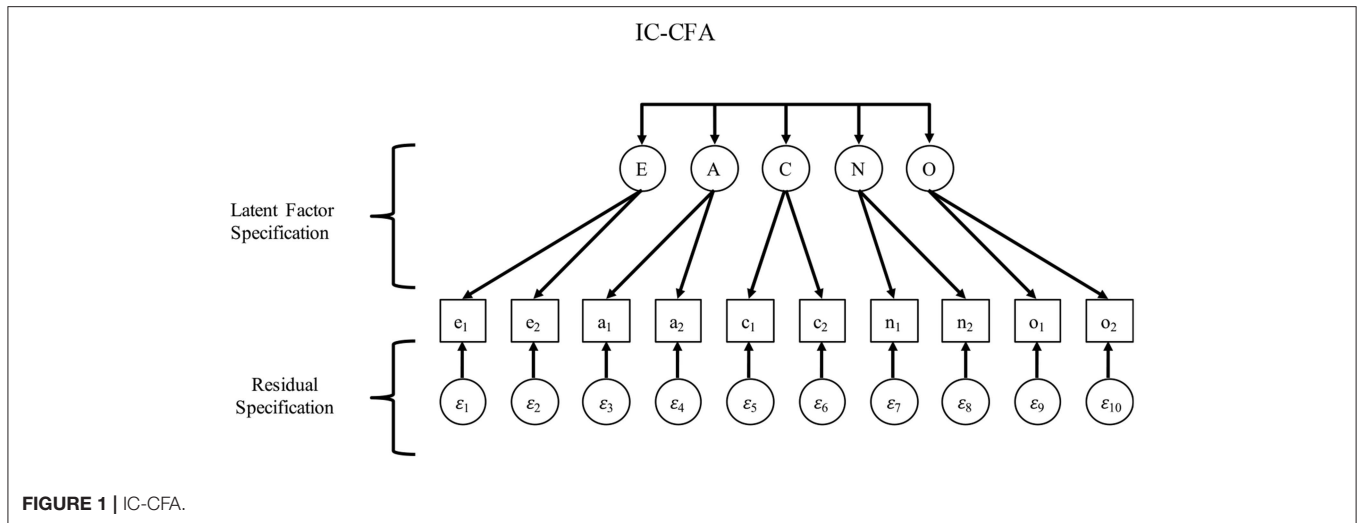 IC-CFA
E A C N O
Latent Factor
Specification
e₁ e₂ a₁ a₂ c₁ c₂ n₁ n₂ o₁ o₂
Residual
Specification
ε₁ ε₂ ε₃ ε₄ ε₅ ε₆ ε₇ ε₈ ε₉ ε₁₀
FIGURE 1 | IC-CFA.